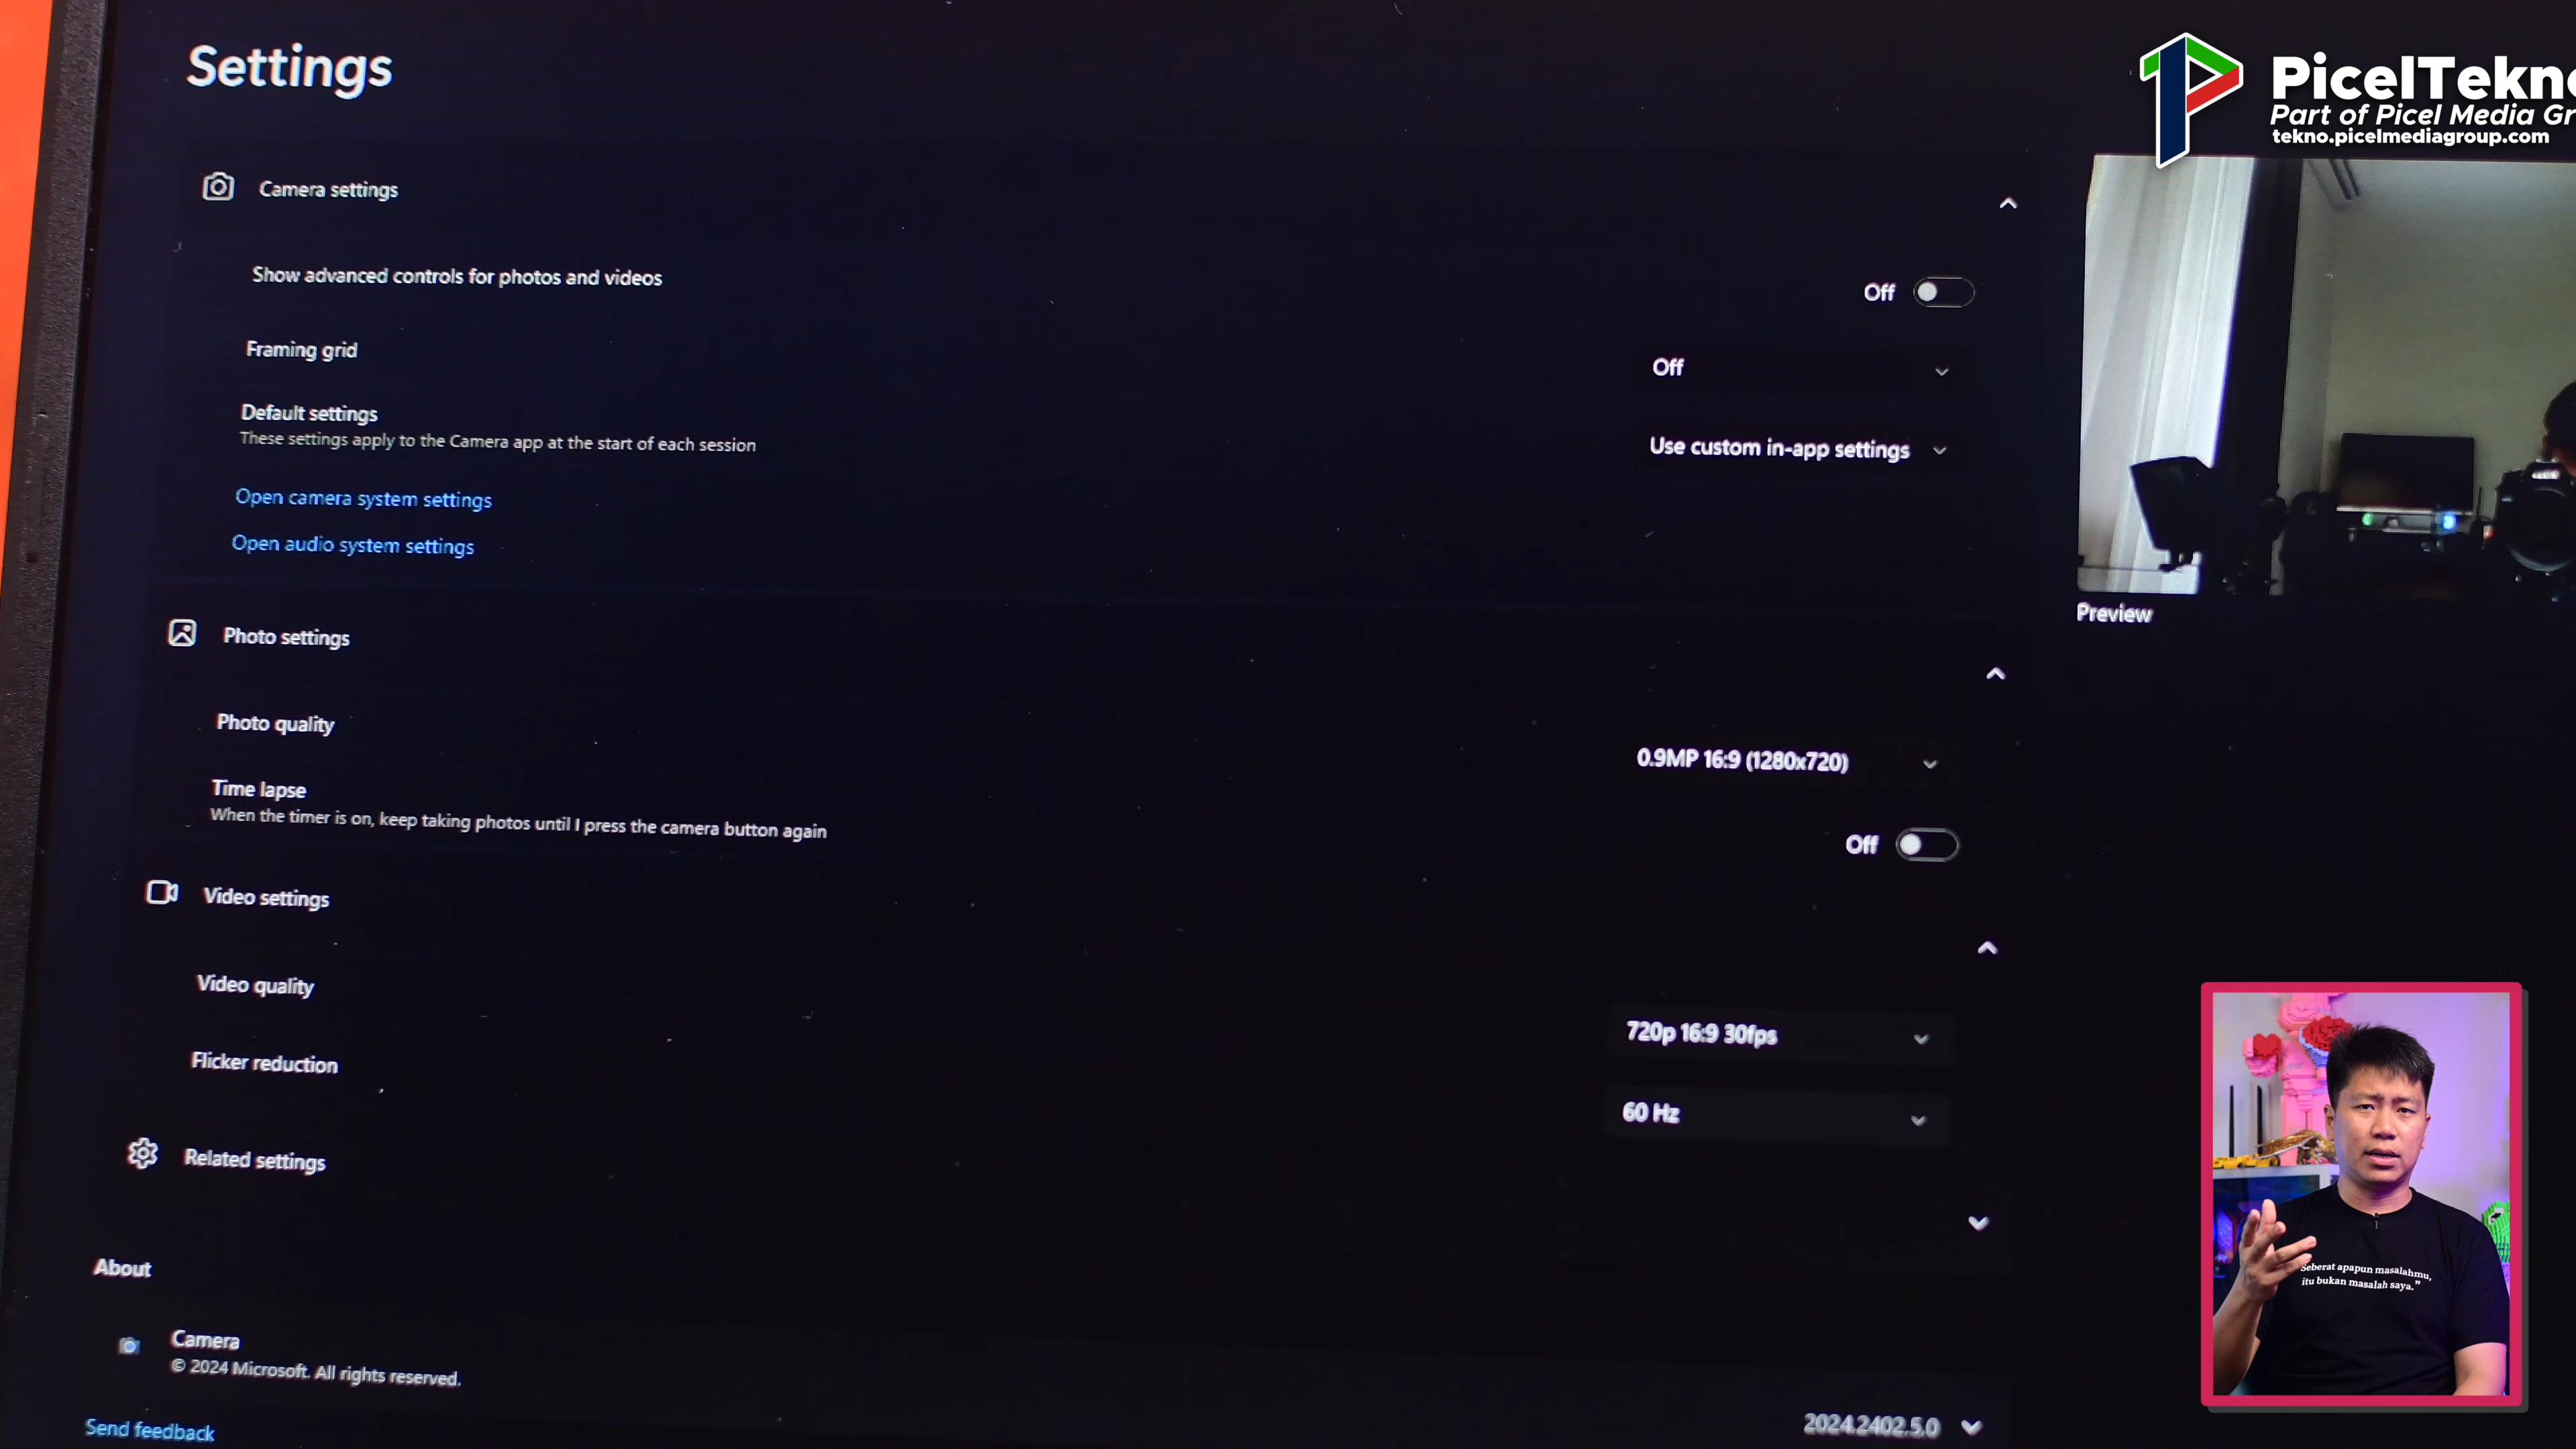 Settings
PicelTekno
Part of Picel Media Gr
tekno.picelmediagroup.com
Camera settings
Show advanced controls for photos and videos
Off
Framing grid
Off
Default settings
These settings apply to the Camera app at the start of each session
Use custom in-app settings
Open camera system settings
Open audio system settings
Preview
Photo settings
Photo quality
0.9MP 16:9 (1280x720)
Time lapse
When the timer is on, keep taking photos until I press the camera button again
Off
Video settings
Video quality
720p 16:9 30fps
Flicker reduction
60 Hz
Related settings
Seberat apapun masalahmu,
itu bukan masalah saya.”
About
Camera
© 2024 Microsoft. All rights reserved.
2024.2402.5.0
Send feedback